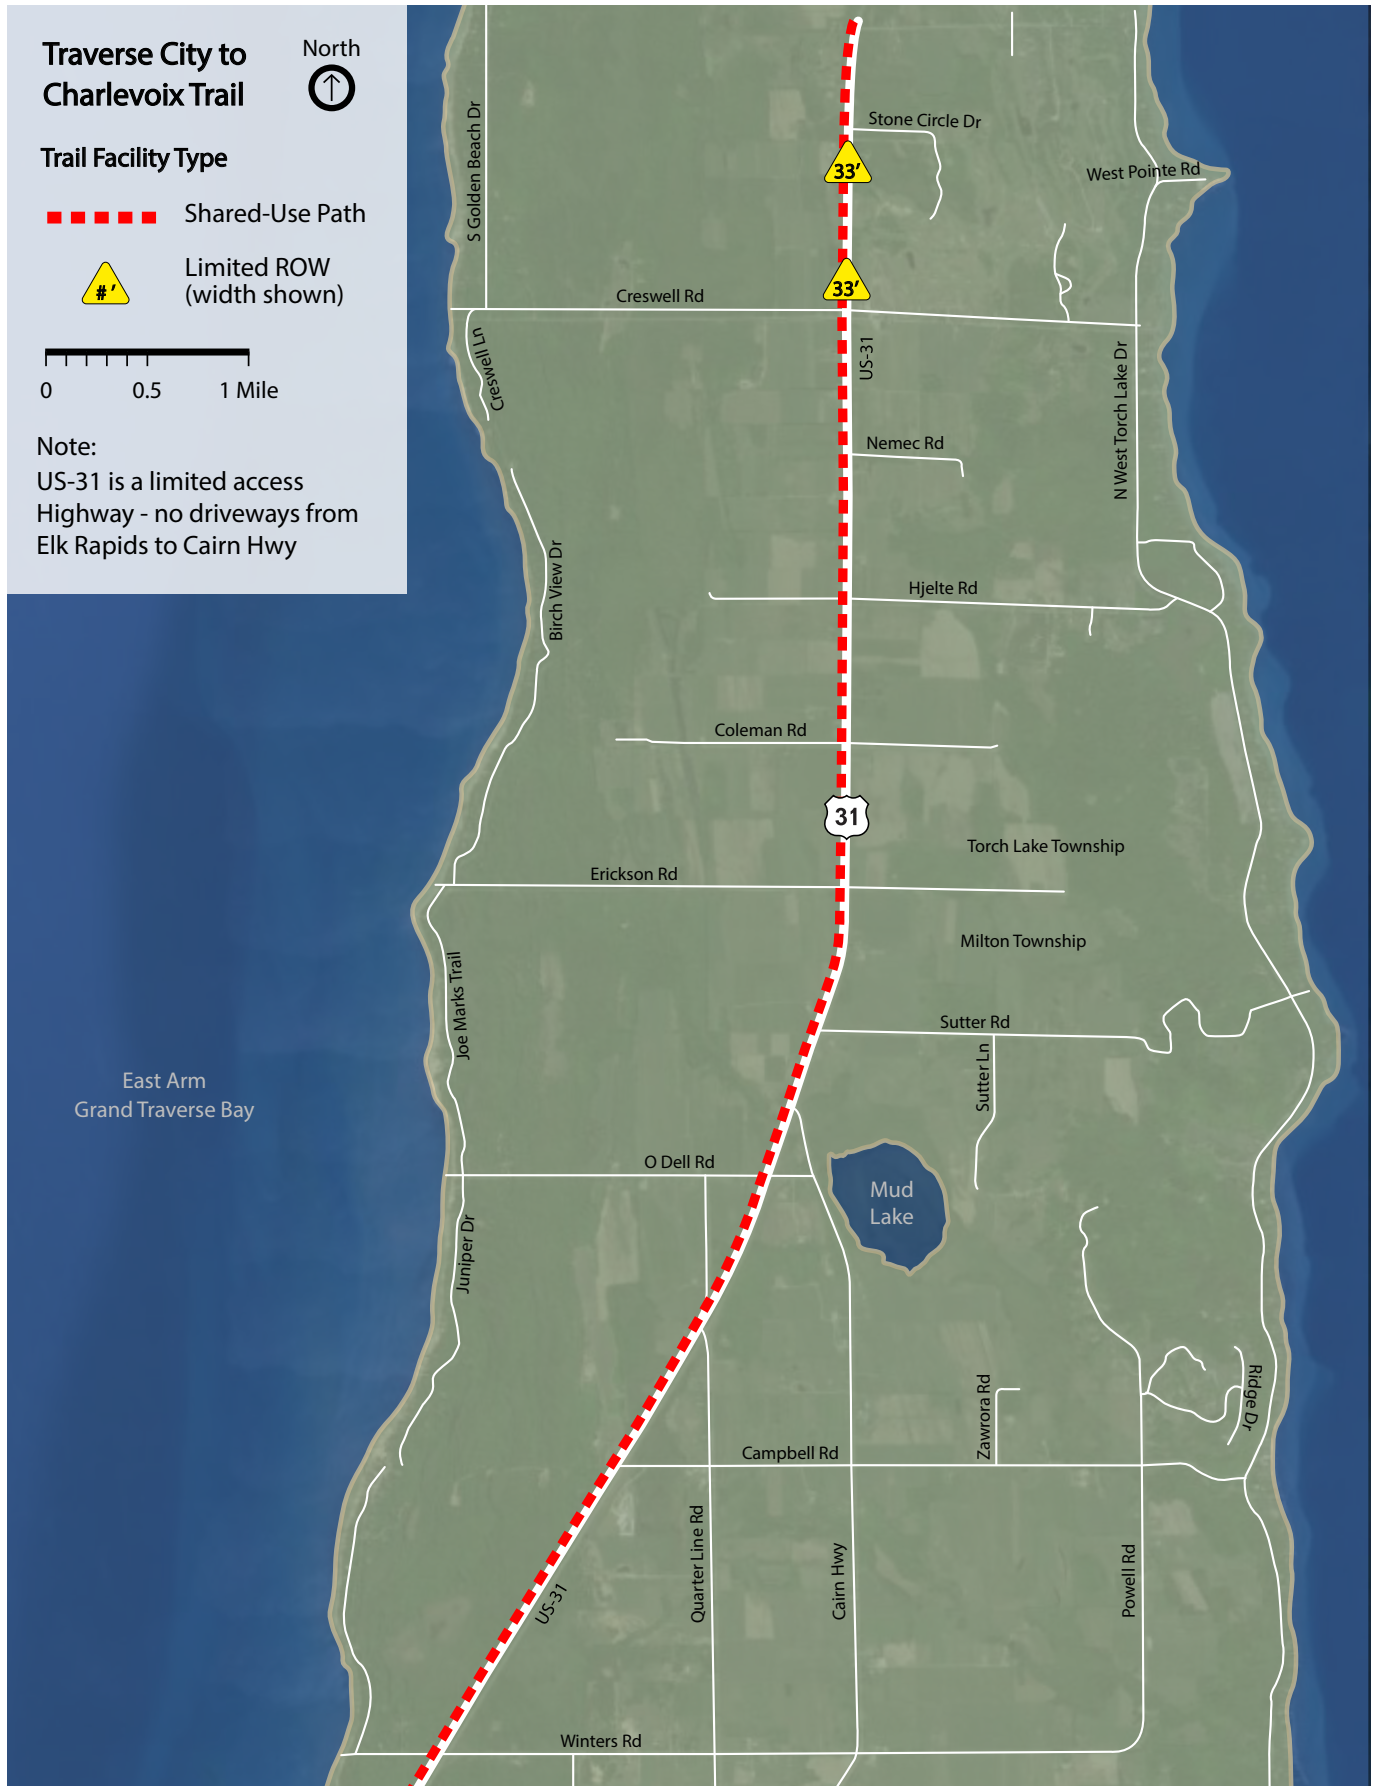 Traverse City to
Charlevoix Trail
North
Trail Facility Type
Shared-Use Path
#'
Limited ROW
(width shown)
0 0.5 1 Mile
Note:
US-31 is a limited access
Highway - no driveways from
Elk Rapids to Cairn Hwy
S Golden Beach Dr
Stone Circle Dr
33'
West Pointe Rd
33'
Creswell Rd
Creswell Ln
US-31
N West Torch Lake Dr
Nemec Rd
Birch View Dr
Hjelte Rd
Coleman Rd
31
Torch Lake Township
Erickson Rd
Milton Township
Joe Marks Trail
Sutter Rd
Sutter Ln
East Arm
Grand Traverse Bay
O Dell Rd
Mud
Lake
Juniper Dr
Ridge Dr
Zawrora Rd
Campbell Rd
Quarter Line Rd
Cairn Hwy
Powell Rd
US-31
Winters Rd